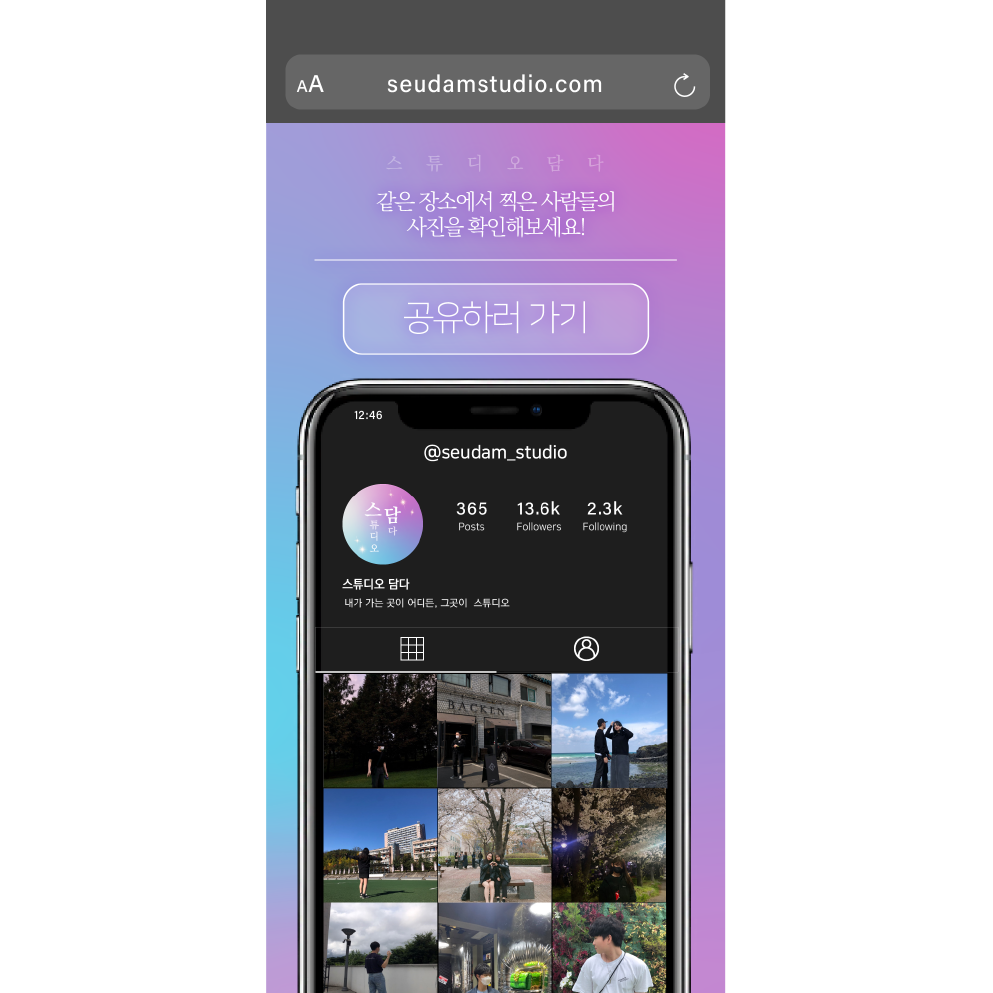 AA
seudamstudio.com
스 튜 디 오 담 다
같은 장소에서 찍은 사람들의
사진을 확인해보세요!
공유하러 가기
12:46
@seudam_studio
스튜디오
담다
365
Posts
13.6k
Followers
2.3k
Following
스튜디오 담다
내가 가는 곳이 어디든, 그곳이 스튜디오
BACKEN